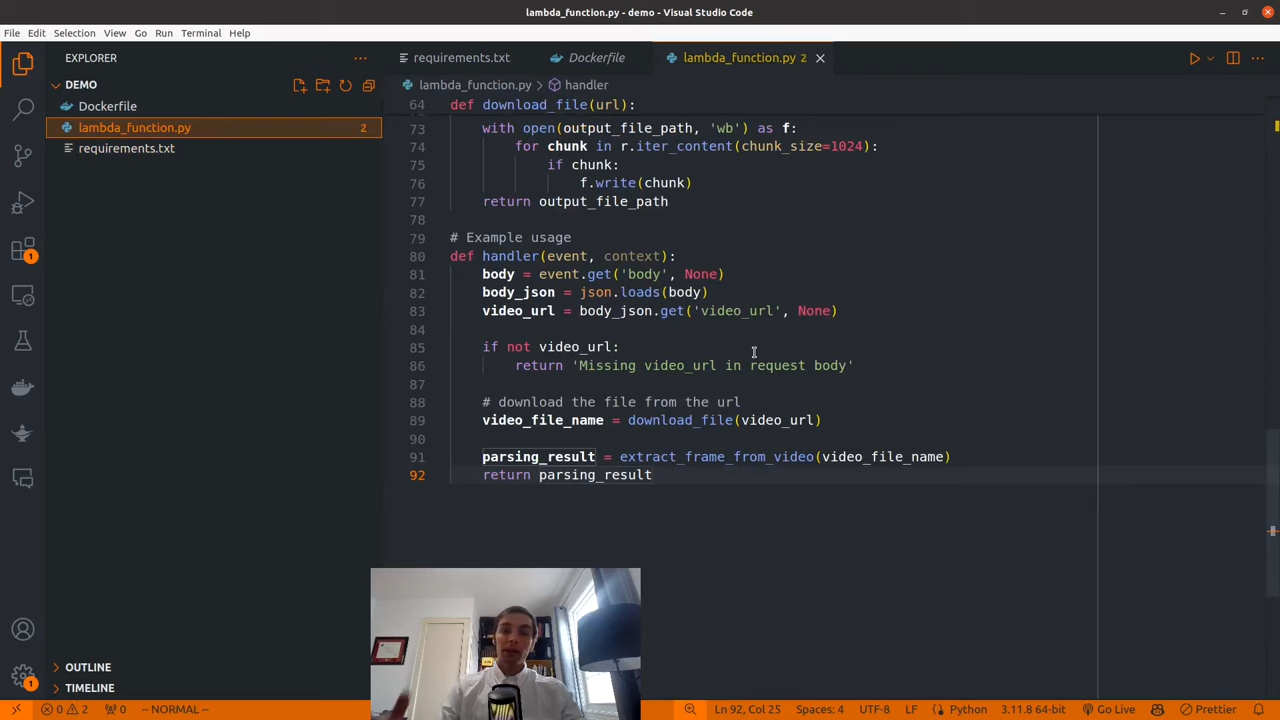 lambda_function.py - demo - Visual Studio Code
File Edit Selection View Go Run Terminal Help
EXPLORER
requirements.txt
Dockerfile
lambda_function.py 2
DEMO
lambda_function.py > handler
Dockerfile
lambda_function.py 2
requirements.txt
64 def download_file(url):
73 with open(output_file_path, 'wb') as f:
74 for chunk in r.iter_content(chunk_size=1024):
75 if chunk:
76 f.write(chunk)
77 return output_file_path
78
79 # Example usage
80 def handler(event, context):
81 body = event.get('body', None)
82 body_json = json.loads(body)
83 video_url = body_json.get('video_url', None)
84
85 if not video_url:
86 return 'Missing video_url in request body'
87
88 # download the file from the url
89 video_file_name = download_file(video_url)
90
91 parsing_result = extract_frame_from_video(video_file_name)
92 return parsing_result
1
OUTLINE
TIMELINE
1
0 2 0 -- NORMAL -- Ln 92, Col 25 Spaces: 4 UTF-8 LF Python 3.11.8 64-bit Go Live Prettier